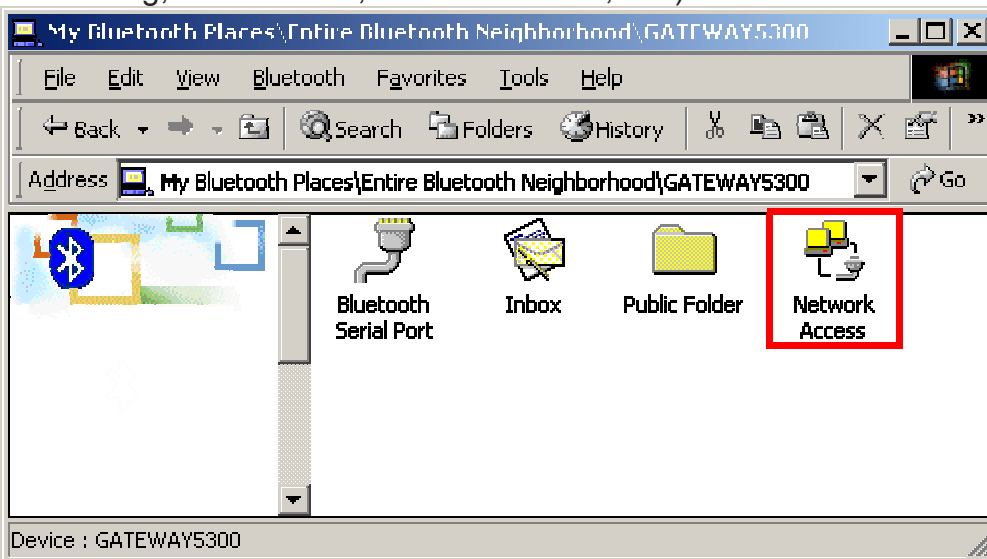 My Bluetooth Places\Entire Bluetooth Neighborhood\GATEWAY5300
File Edit View Bluetooth Favorites Tools Help
Back Search Folders History »
Address My Bluetooth Places\Entire Bluetooth Neighborhood\GATEWAY5300 Go
Bluetooth Serial Port
Inbox
Public Folder
Network Access
Device : GATEWAY5300